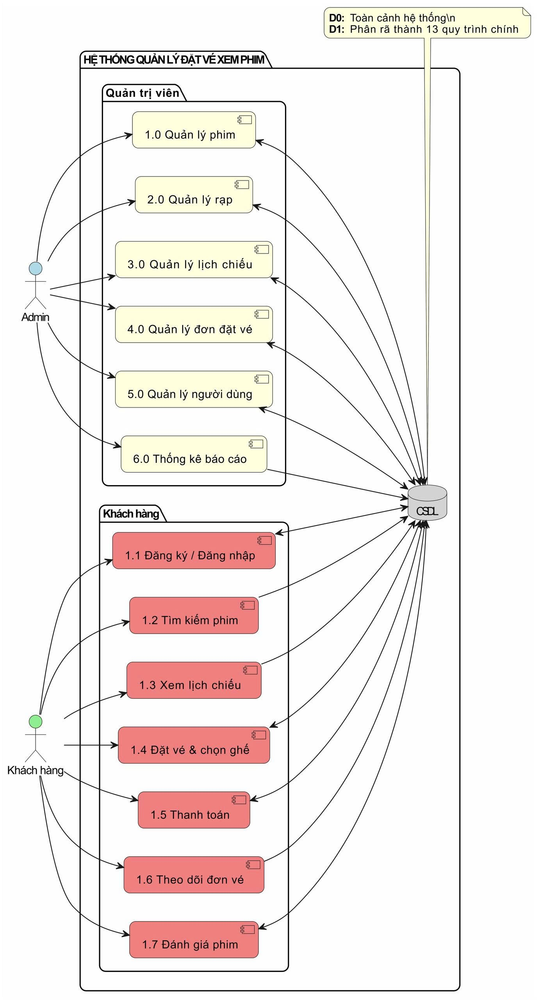 D0: Toàn cảnh hệ thống\n
D1: Phân rã thành 13 quy trình chính
HỆ THỐNG QUẢN LÝ ĐẶT VÉ XEM PHIM
Quản trị viên
1.0 Quản lý phim
2.0 Quản lý rạp
3.0 Quản lý lịch chiếu
4.0 Quản lý đơn đặt vé
Admin
5.0 Quản lý người dùng
6.0 Thống kê báo cáo
CSDL
Khách hàng
1.1 Đăng ký / Đăng nhập
1.2 Tìm kiếm phim
1.3 Xem lịch chiếu
1.4 Đặt vé & chọn ghế
Khách hàng
1.5 Thanh toán
1.6 Theo dõi đơn vé
1.7 Đánh giá phim